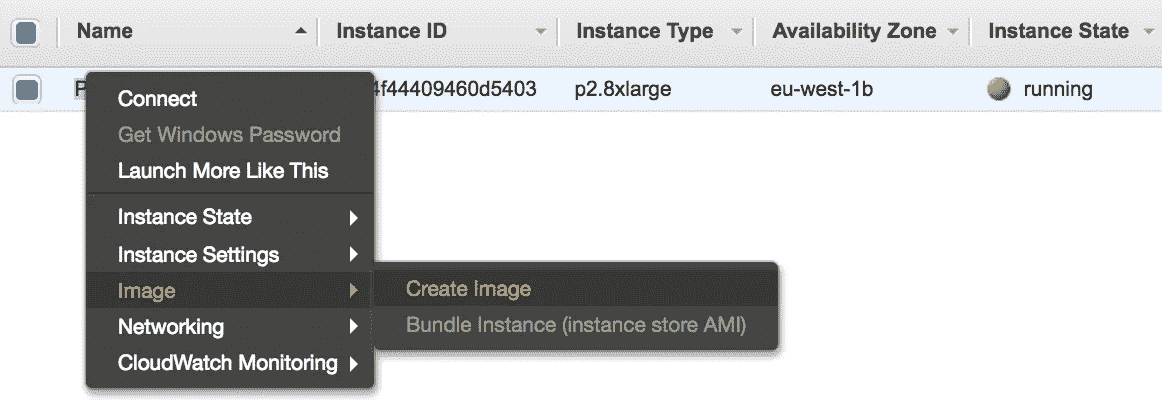 Name Instance ID Instance Type Availability Zone Instance State
4f44409460d5403 p2.8xlarge eu-west-1b running
Connect
Get Windows Password
Launch More Like This
Instance State
Instance Settings
Image
Create Image
Bundle Instance (instance store AMI)
Networking
CloudWatch Monitoring